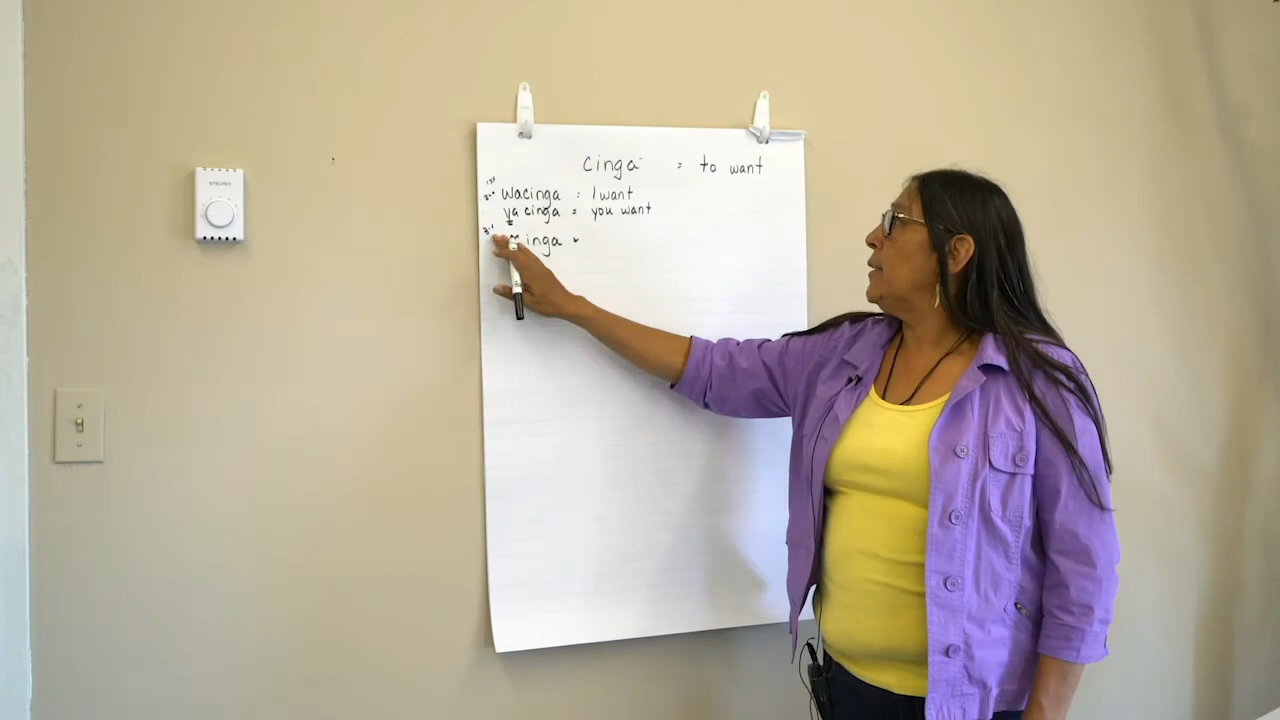 cinga = to want
1st
2nd wacinga = I want
ya cinga = you want
3rd inga